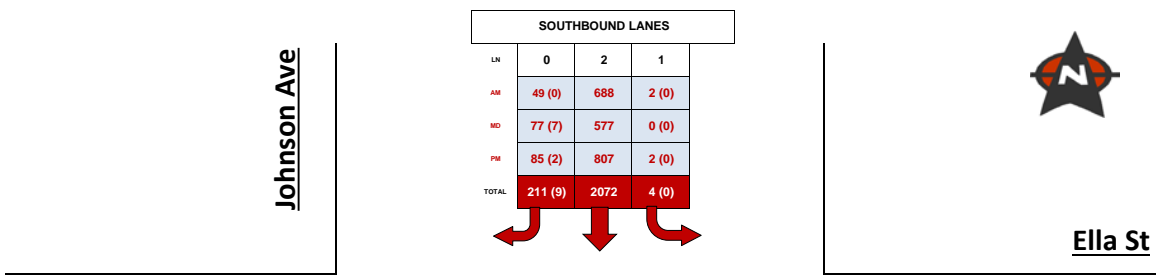 SOUTHBOUND LANES
LN 0 2 1
AM 49 (0) 688 2 (0)
MD 77 (7) 577 0 (0)
PM 85 (2) 807 2 (0)
TOTAL 211 (9) 2072 4 (0)
Johnson Ave
N
Ella St